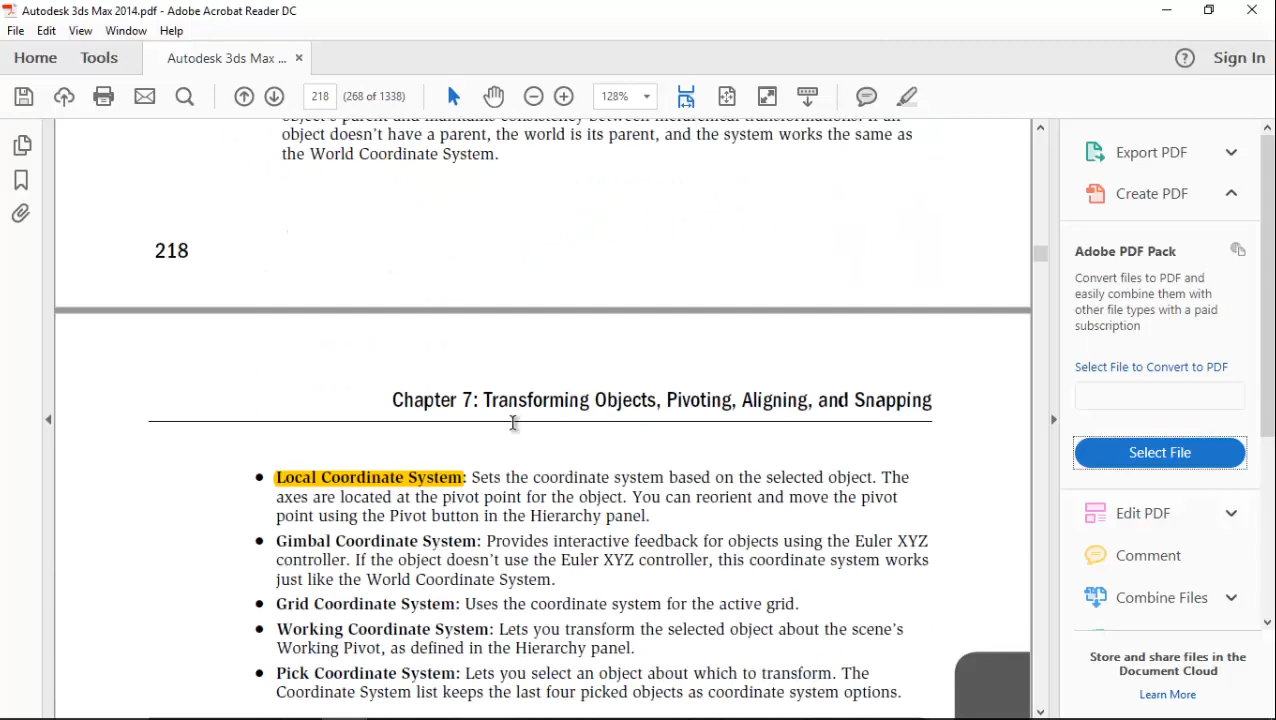 Autodesk 3ds Max 2014.pdf - Adobe Acrobat Reader DC
File Edit View Window Help
Home Tools Autodesk 3ds Max ... × Sign In
218 (268 of 1338) 128%
object's parent and maintains consistency between hierarchical transformations. If an
object doesn't have a parent, the world is its parent, and the system works the same as
the World Coordinate System.
218
Chapter 7: Transforming Objects, Pivoting, Aligning, and Snapping
• Local Coordinate System: Sets the coordinate system based on the selected object. The
axes are located at the pivot point for the object. You can reorient and move the pivot
point using the Pivot button in the Hierarchy panel.
• Gimbal Coordinate System: Provides interactive feedback for objects using the Euler XYZ
controller. If the object doesn't use the Euler XYZ controller, this coordinate system works
just like the World Coordinate System.
• Grid Coordinate System: Uses the coordinate system for the active grid.
• Working Coordinate System: Lets you transform the selected object about the scene's
Working Pivot, as defined in the Hierarchy panel.
• Pick Coordinate System: Lets you select an object about which to transform. The
Coordinate System list keeps the last four picked objects as coordinate system options.
Export PDF
Create PDF
Adobe PDF Pack
Convert files to PDF and
easily combine them with
other file types with a paid
subscription
Select File to Convert to PDF
Select File
Edit PDF
Comment
Combine Files
Store and share files in the
Document Cloud
Learn More